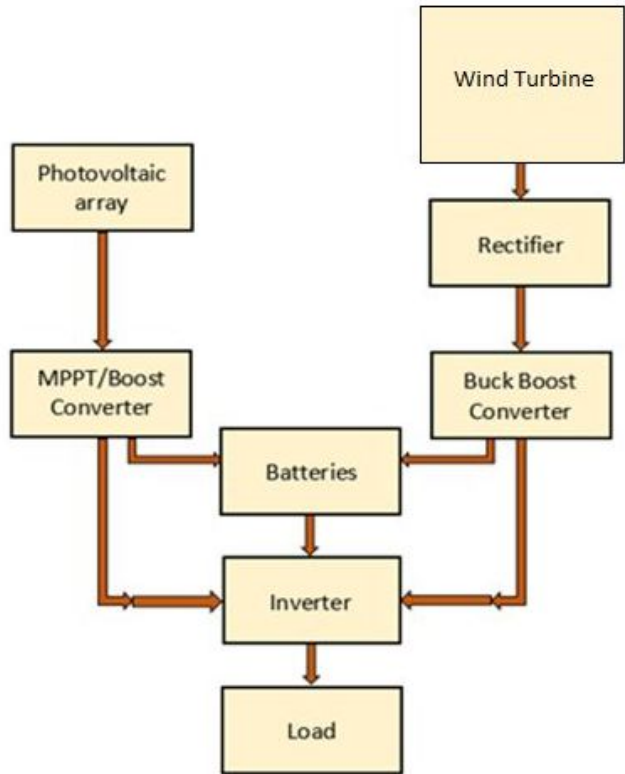 Wind Turbine
Photovoltaic
array
Rectifier
MPPT/Boost
Converter
Buck Boost
Converter
Batteries
Inverter
Load